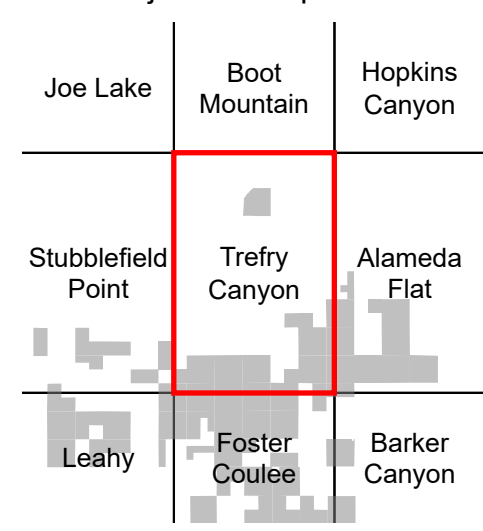 Joe Lake
Boot
Mountain
Hopkins
Canyon
Stubblefield
Point
Trefry
Canyon
Alameda
Flat
Leahy
Foster
Coulee
Barker
Canyon